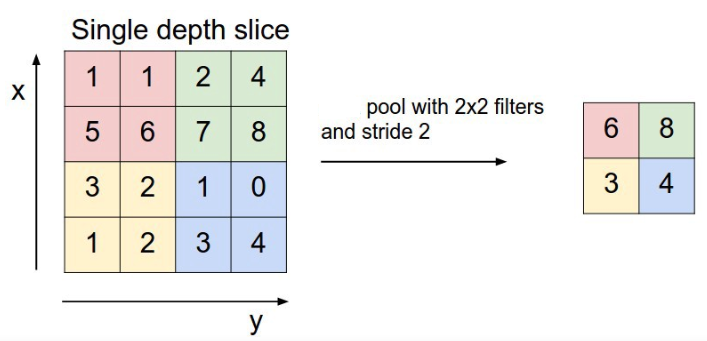 Single depth slice
x
1 1 2 4
5 6 7 8
3 2 1 0
1 2 3 4
y
pool with 2x2 filters
and stride 2
6 8
3 4